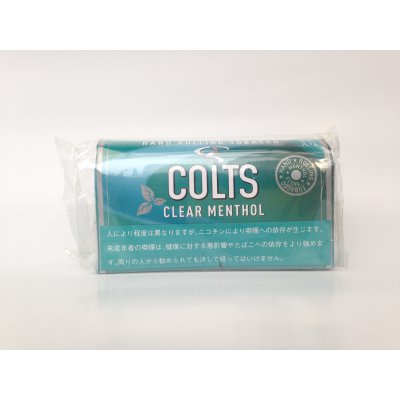 HAND ROLLING TOBACCO
COLTS
CLEAR MENTHOL
HAND ROLLING
TOBACCO
人により程度は異なりますが、ニコチンにより喫煙への依存が生じます。
未成年者の喫煙は、健康に対する悪影響やたばこへの依存をより強めま
す。周りの人から勧められても決して吸ってはいけません。